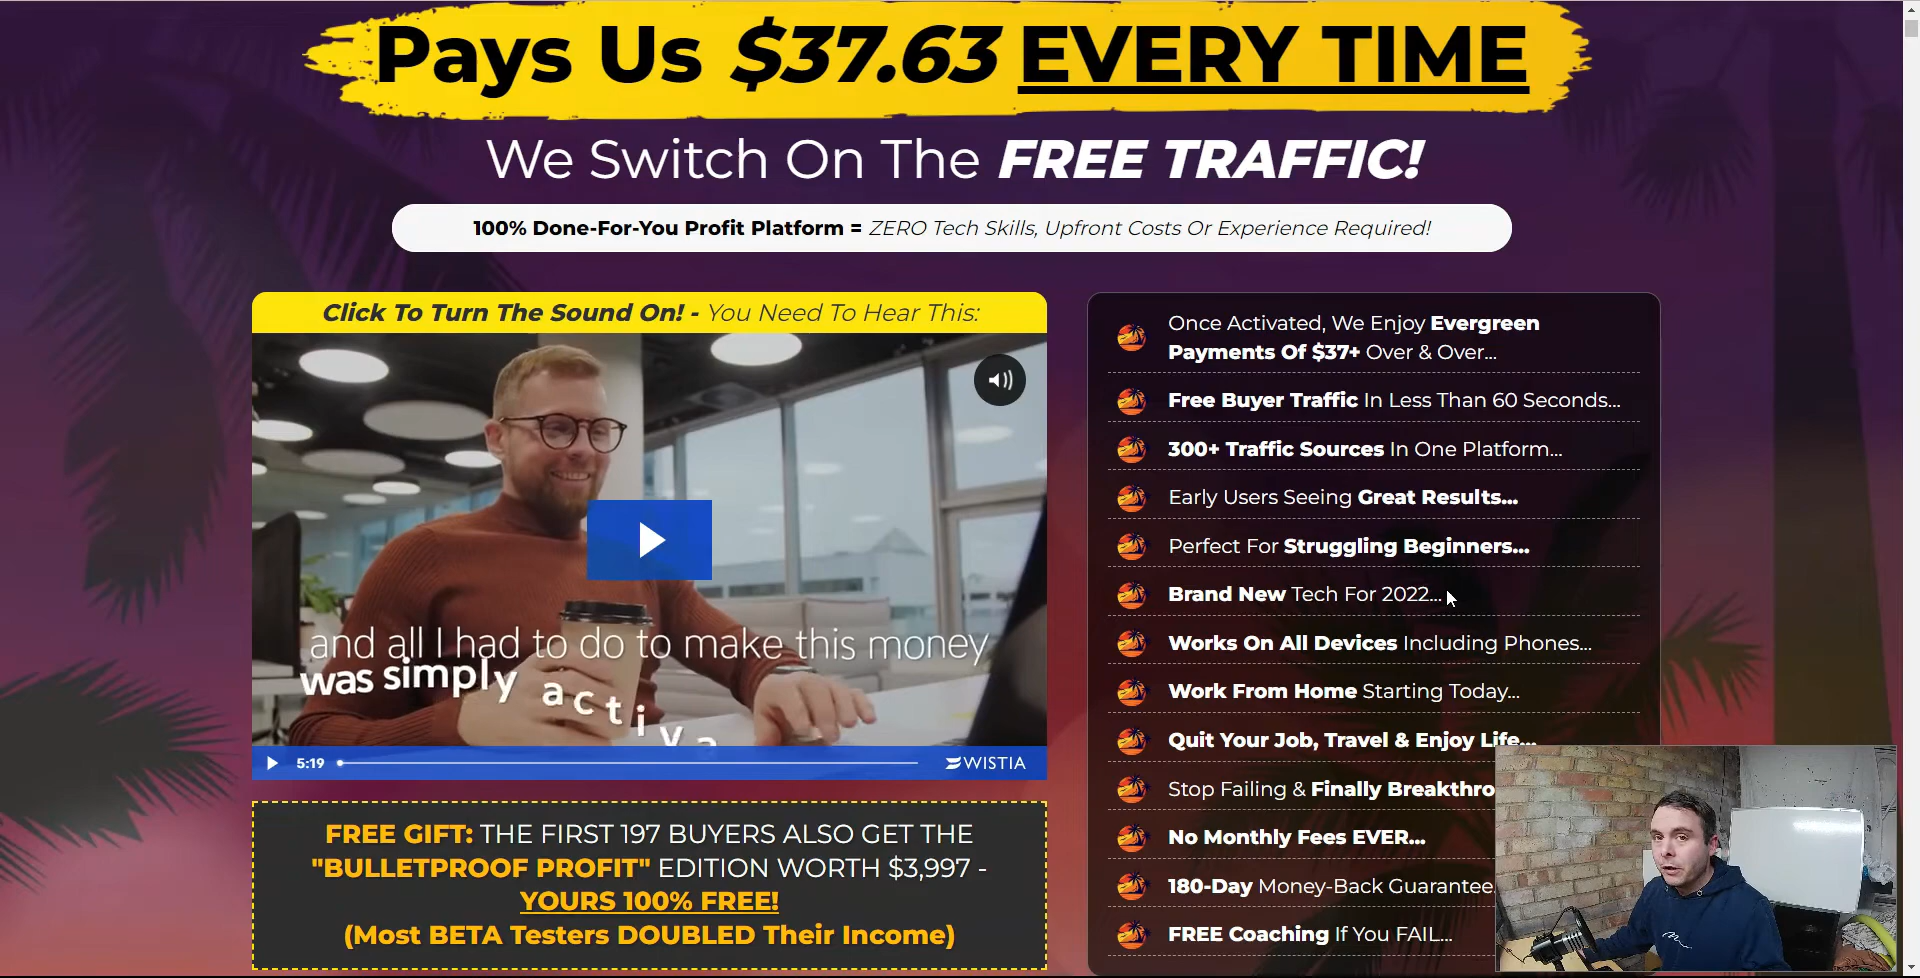 Pays Us $37.63 EVERY TIME
We Switch On The FREE TRAFFIC!
100% Done-For-You Profit Platform = ZERO Tech Skills, Upfront Costs Or Experience Required!
Click To Turn The Sound On! - You Need To Hear This:
and all I had to do to make this money
was simply activa
5:19
WISTIA
FREE GIFT: THE FIRST 197 BUYERS ALSO GET THE
"BULLETPROOF PROFIT" EDITION WORTH $3,997 -
YOURS 100% FREE!
(Most BETA Testers DOUBLED Their Income)
Once Activated, We Enjoy Evergreen
Payments Of $37+ Over & Over...
Free Buyer Traffic In Less Than 60 Seconds...
300+ Traffic Sources In One Platform...
Early Users Seeing Great Results...
Perfect For Struggling Beginners...
Brand New Tech For 2022...
Works On All Devices Including Phones...
Work From Home Starting Today...
Quit Your Job, Travel & Enjoy Life...
Stop Failing & Finally Breakthro
No Monthly Fees EVER...
180-Day Money-Back Guarantee.
FREE Coaching If You FAIL...